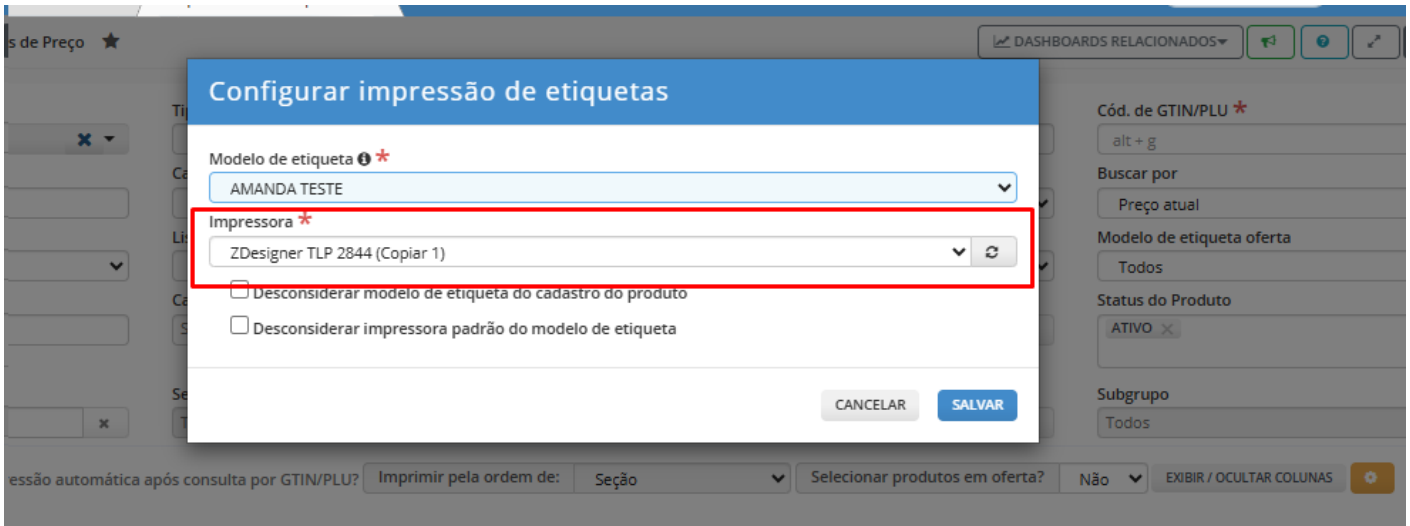 s de Preço
DASHBOARDS RELACIONADOS
Configurar impressão de etiquetas
Cód. de GTIN/PLU *
alt + g
Modelo de etiqueta *
AMANDA TESTE
Buscar por
Preço atual
Impressora *
ZDesigner TLP 2844 (Copiar 1)
Modelo de etiqueta oferta
Todos
Desconsiderar modelo de etiqueta do cadastro do produto
Desconsiderar impressora padrão do modelo de etiqueta
Status do Produto
ATIVO
CANCELAR
SALVAR
Subgrupo
Todos
essão automática após consulta por GTIN/PLU?
Imprimir pela ordem de:
Seção
Selecionar produtos em oferta?
Não
EXIBIR / OCULTAR COLUNAS